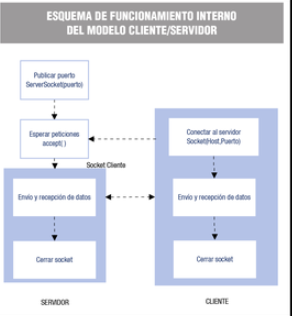 ESQUEMA DE FUNCIONAMIENTO INTERNO
DEL MODELO CLIENTE/SERVIDOR
Publicar puerto
ServerSocket(puerto)
Esperar peticiones
accept( )
Conectar al servidor
Socket(Host,Puerto)
Socket Cliente
Envío y recepción de datos
Envío y recepción de datos
Cerrar socket
Cerrar socket
SERVIDOR
CLIENTE